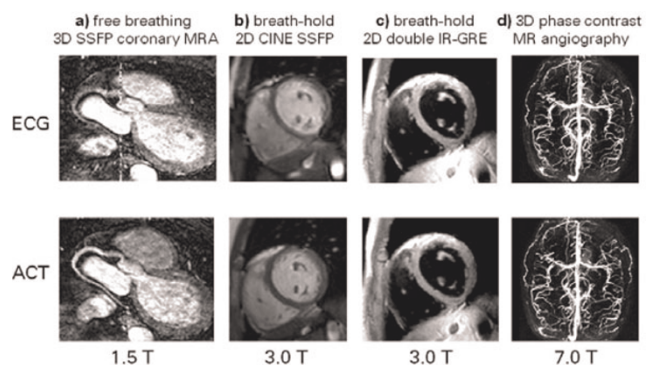 a) free breathing
3D SSFP coronary MRA
b) breath-hold
2D CINE SSFP
c) breath-hold
2D double IR-GRE
d) 3D phase contrast
MR angiography
ECG
ACT
1.5 T
3.0 T
3.0 T
7.0 T